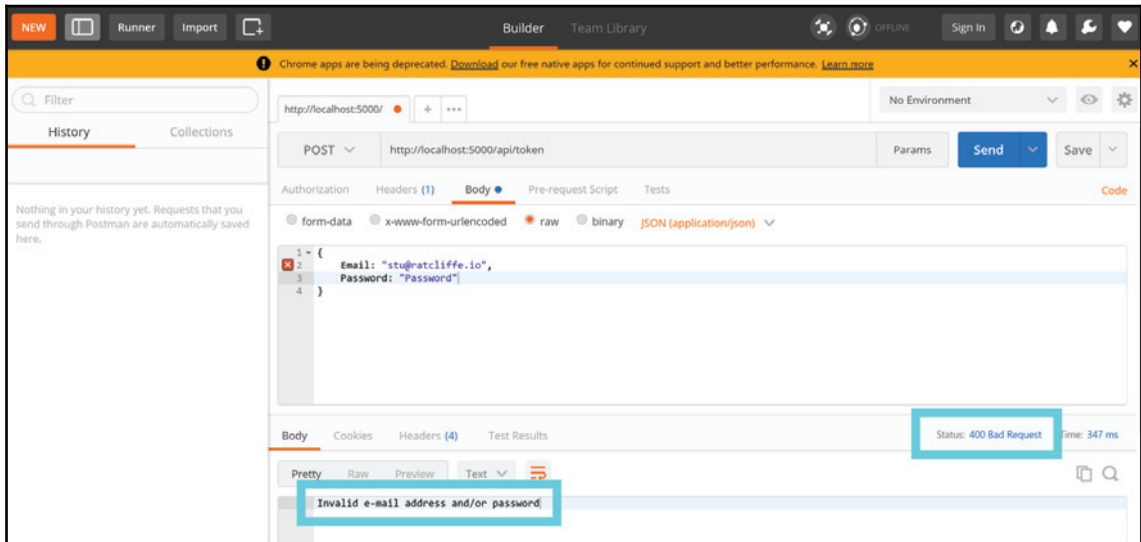 NEW Runner Import Builder Team Library OFFLINE Sign In
Chrome apps are being deprecated. Download our free native apps for continued support and better performance. Learn more
Filter
History Collections
Nothing in your history yet. Requests that you
send through Postman are automatically saved
here.
http://localhost:5000/ + ••• No Environment
POST http://localhost:5000/api/token Params Send Save
Authorization Headers (1) Body Pre-request Script Tests Code
form-data x-www-form-urlencoded raw binary JSON (application/json)
1 {
2 Email: "stu@ratcliffe.io",
3 Password: "Password"
4 }
Body Cookies Headers (4) Test Results Status: 400 Bad Request Time: 347 ms
Pretty Raw Preview Text
Invalid e-mail address and/or password